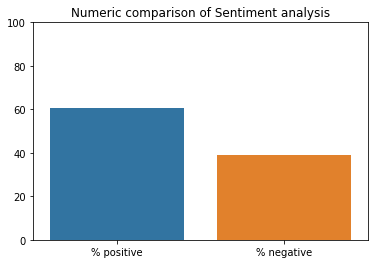 Numeric comparison of Sentiment analysis
100
80
60
40
20
0
% positive
% negative